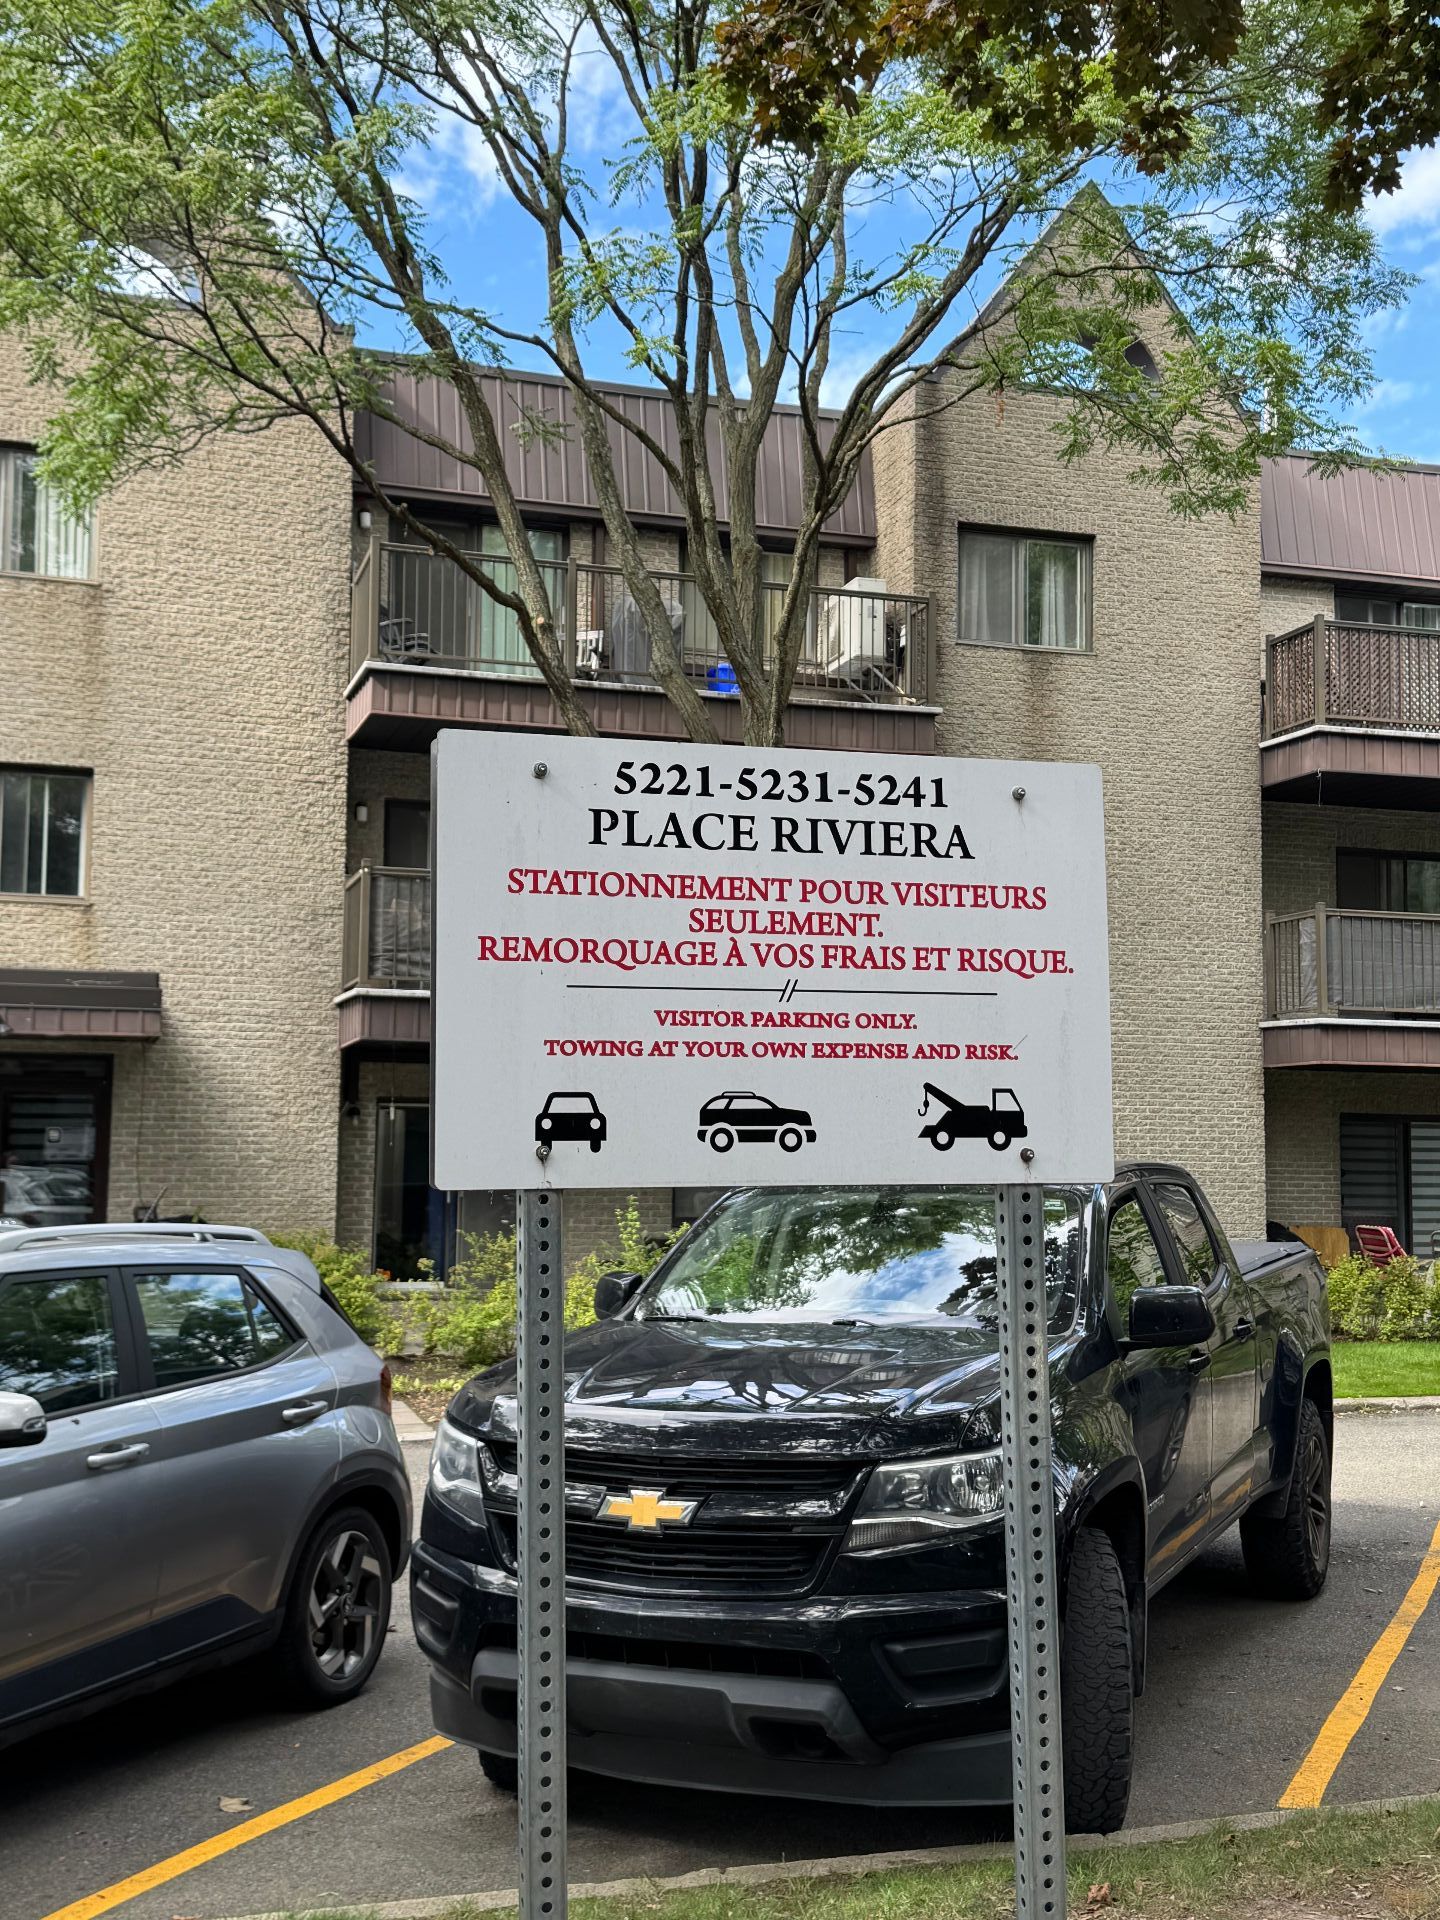 5221-5231-5241
PLACE RIVIERA
STATIONNEMENT POUR VISITEURS
SEULEMENT.
REMORQUAGE À VOS FRAIS ET RISQUE.
VISITOR PARKING ONLY.
TOWING AT YOUR OWN EXPENSE AND RISK.